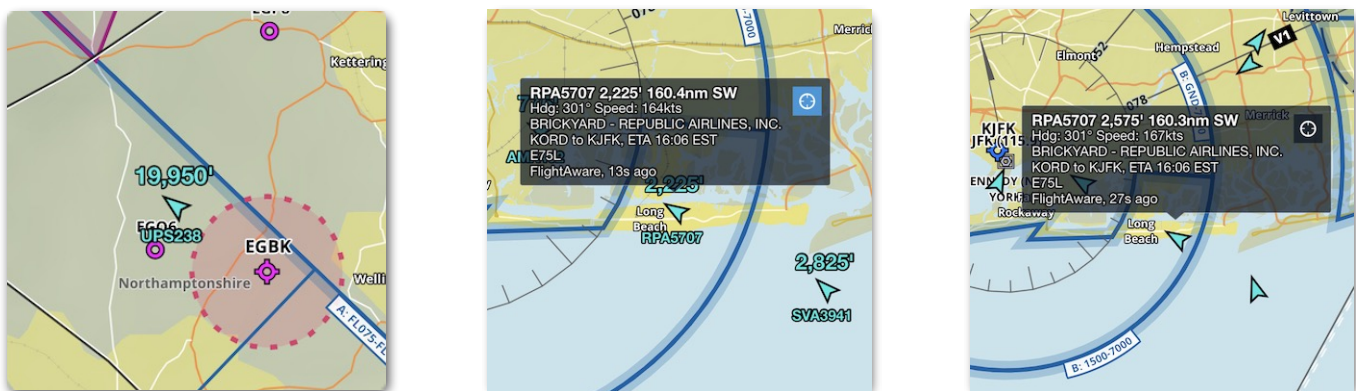 Kettering
19,950'
UPS238
EGBK
Northamptonshire
A: FL075-FL
7000
RPA5707 2,225' 160.4nm SW
Hdg: 301° Speed: 164kts
BRICKYARD - REPUBLIC AIRLINES, INC.
KORD to KJFK, ETA 16:06 EST
E75L
FlightAware, 13s ago
2,225'
Long
Beach
RPA5707
2,825'
SVA3941
Levittown
V1
Elmont
Hempstead
078
RPA5707 2,575' 160.3nm SW
Hdg: 301° Speed: 167kts
BRICKYARD - REPUBLIC AIRLINES, INC.
KORD to KJFK, ETA 16:06 EST
E75L
FlightAware, 27s ago
Merrick
KJFK
Rockaway
Long
Beach
B: 1500-7000